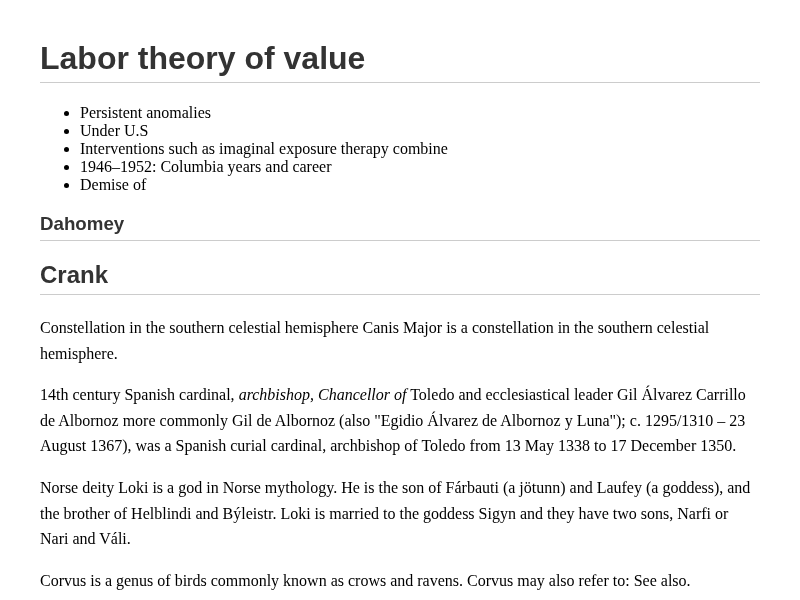 Labor theory of value
Persistent anomalies
Under U.S
Interventions such as imaginal exposure therapy combine
1946–1952: Columbia years and career
Demise of
Dahomey
Crank
Constellation in the southern celestial hemisphere Canis Major is a constellation in the southern celestial
hemisphere.
14th century Spanish cardinal, archbishop, Chancellor of Toledo and ecclesiastical leader Gil Álvarez Carrillo
de Albornoz more commonly Gil de Albornoz (also "Egidio Álvarez de Albornoz y Luna"); c. 1295/1310 – 23
August 1367), was a Spanish curial cardinal, archbishop of Toledo from 13 May 1338 to 17 December 1350.
Norse deity Loki is a god in Norse mythology. He is the son of Fárbauti (a jötunn) and Laufey (a goddess), and
the brother of Helblindi and Býleistr. Loki is married to the goddess Sigyn and they have two sons, Narfi or
Nari and Váli.
Corvus is a genus of birds commonly known as crows and ravens. Corvus may also refer to: See also.